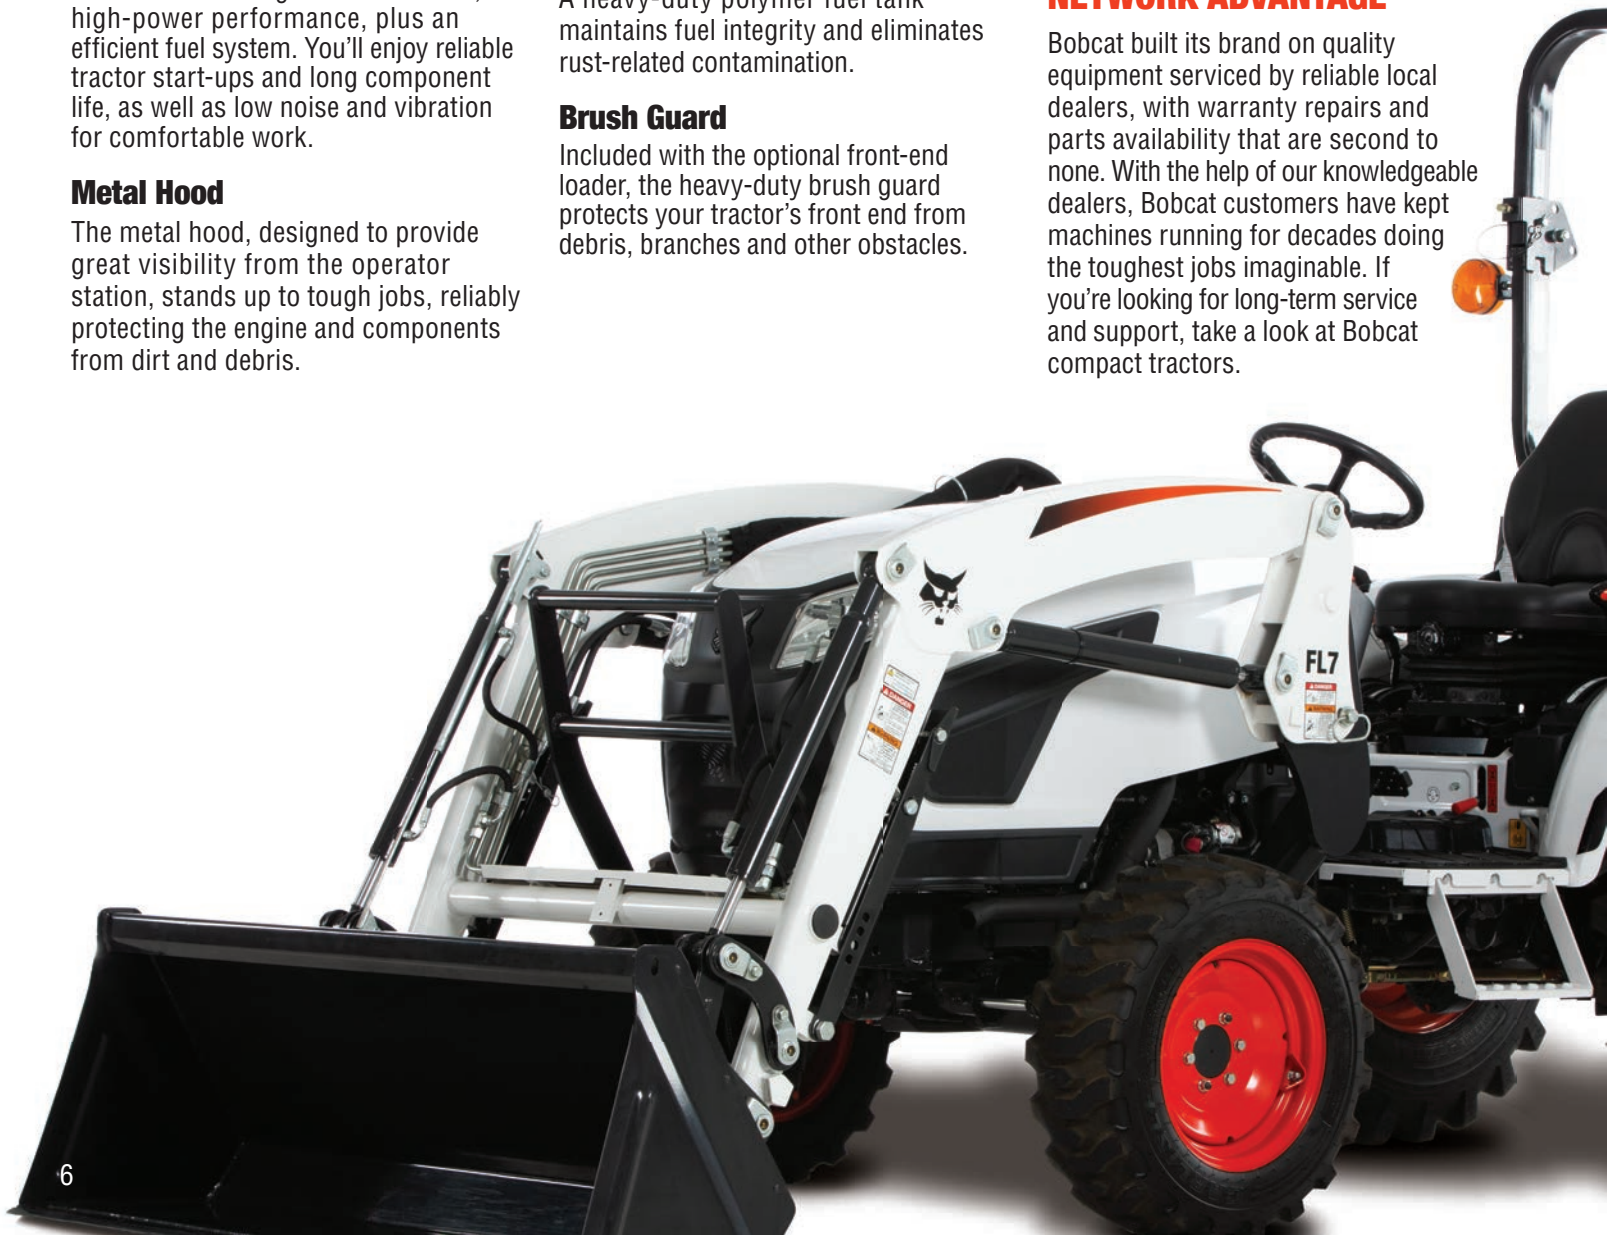 high-power performance, plus an
efficient fuel system. You’ll enjoy reliable
tractor start-ups and long component
life, as well as low noise and vibration
for comfortable work.
Metal Hood
The metal hood, designed to provide
great visibility from the operator
station, stands up to tough jobs, reliably
protecting the engine and components
from dirt and debris.
A heavy-duty polymer fuel tank
maintains fuel integrity and eliminates
rust-related contamination.
Brush Guard
Included with the optional front-end
loader, the heavy-duty brush guard
protects your tractor’s front end from
debris, branches and other obstacles.
NETWORK ADVANTAGE
Bobcat built its brand on quality
equipment serviced by reliable local
dealers, with warranty repairs and
parts availability that are second to
none. With the help of our knowledgeable
dealers, Bobcat customers have kept
machines running for decades doing
the toughest jobs imaginable. If
you’re looking for long-term service
and support, take a look at Bobcat
compact tractors.
FL7
DANGER
6